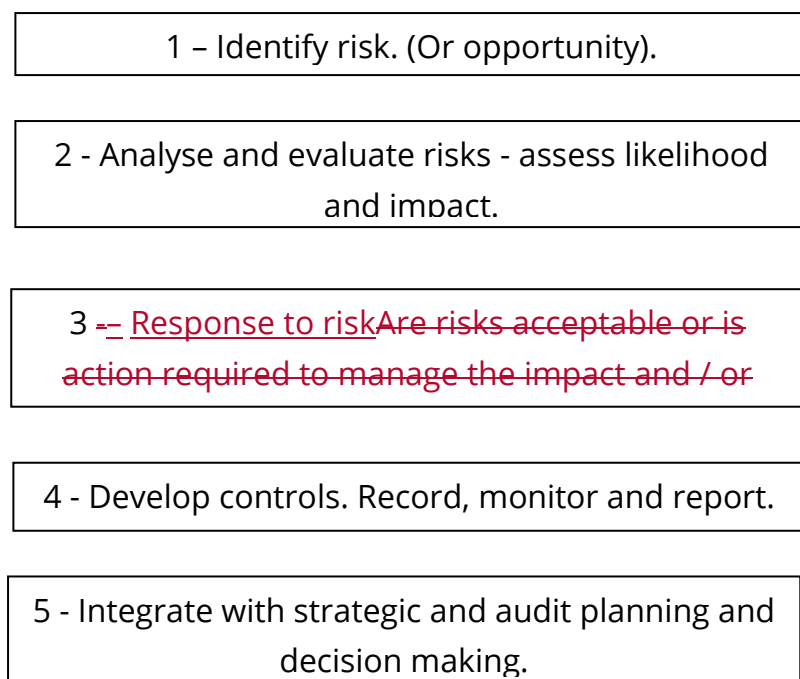 1 – Identify risk. (Or opportunity).
2 - Analyse and evaluate risks - assess likelihood
and impact.
3 -– Response to riskAre risks acceptable or is
action required to manage the impact and / or
4 - Develop controls. Record, monitor and report.
5 - Integrate with strategic and audit planning and
decision making.